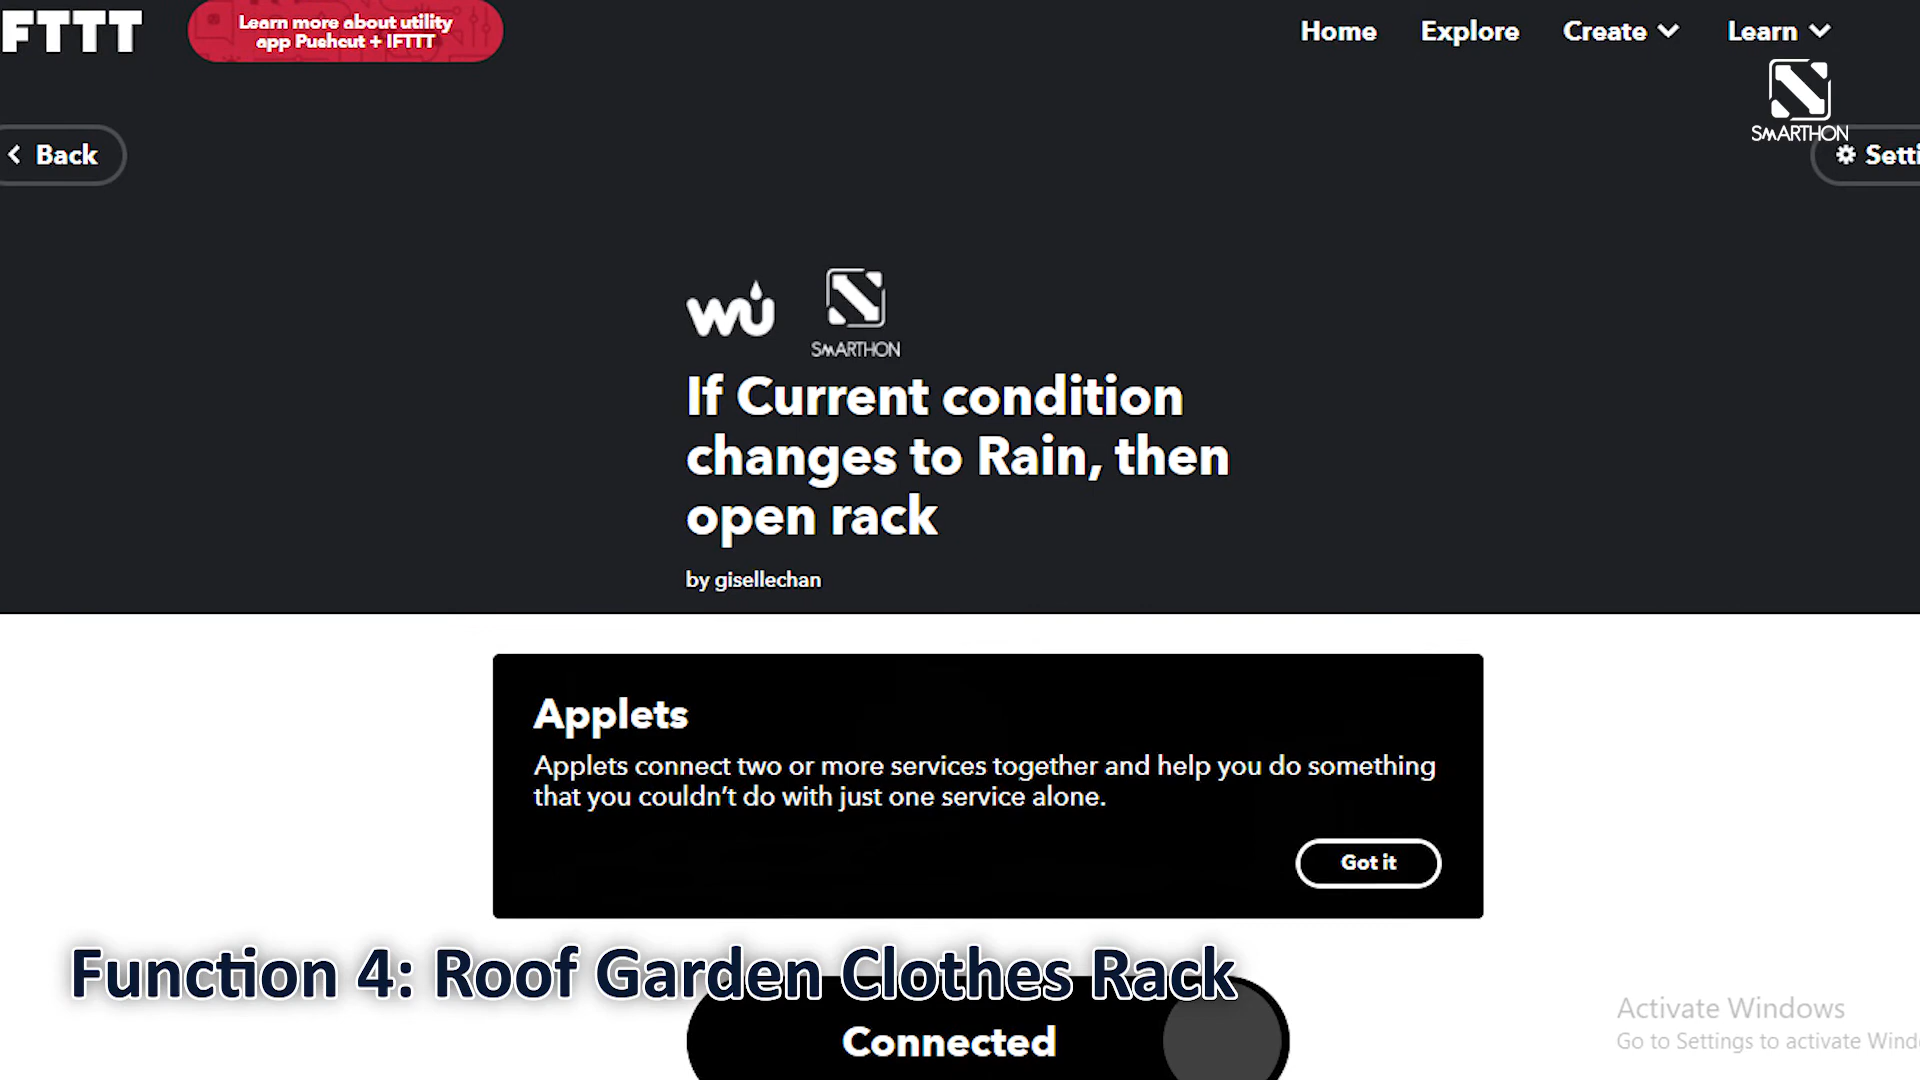 FTTT
Learn more about utility
app Pushcut + IFTTT
Home
Explore
Create
Learn
SMARTHON
Back
Setti
wu
SMARTHON
If Current condition
changes to Rain, then
open rack
by gisellechan
Applets
Applets connect two or more services together and help you do something
that you couldn't do with just one service alone.
Got it
Function 4: Roof Garden Clothes Rack
Connected
Activate Windows
Go to Settings to activate Wind